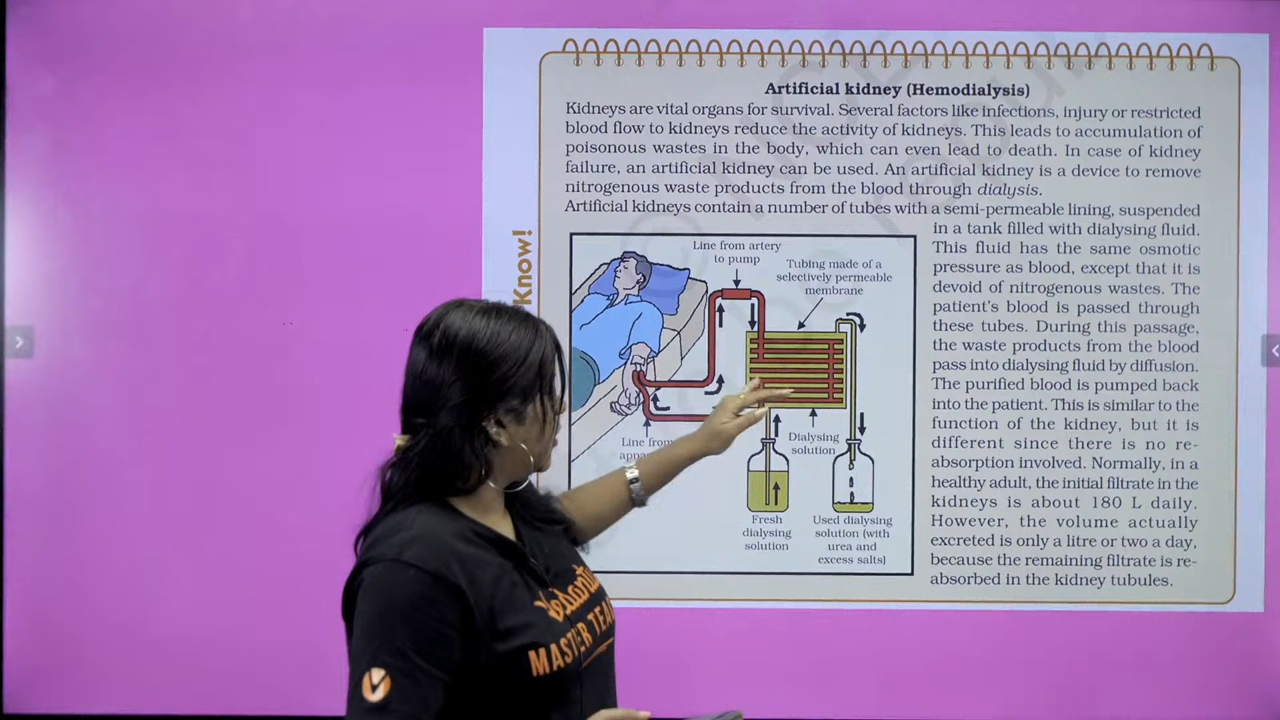 Artificial kidney (Hemodialysis)
Kidneys are vital organs for survival. Several factors like infections, injury or restricted
blood flow to kidneys reduce the activity of kidneys. This leads to accumulation of
poisonous wastes in the body, which can even lead to death. In case of kidney
failure, an artificial kidney can be used. An artificial kidney is a device to remove
nitrogenous waste products from the blood through dialysis.
Artificial kidneys contain a number of tubes with a semi-permeable lining, suspended
in a tank filled with dialysing fluid.
This fluid has the same osmotic
pressure as blood, except that it is
devoid of nitrogenous wastes. The
patient's blood is passed through
these tubes. During this passage,
the waste products from the blood
pass into dialysing fluid by diffusion.
The purified blood is pumped back
into the patient. This is similar to the
function of the kidney, but it is
different since there is no re-
absorption involved. Normally, in a
healthy adult, the initial filtrate in the
kidneys is about 180 L daily.
However, the volume actually
excreted is only a litre or two a day,
because the remaining filtrate is re-
absorbed in the kidney tubules.
Know!
Line from artery
to pump
Tubing made of a
selectively permeable
membrane
Line from
Dialysing
solution
Fresh
dialysing
solution
Used dialysing
solution (with
urea and
excess salts)
MASTER